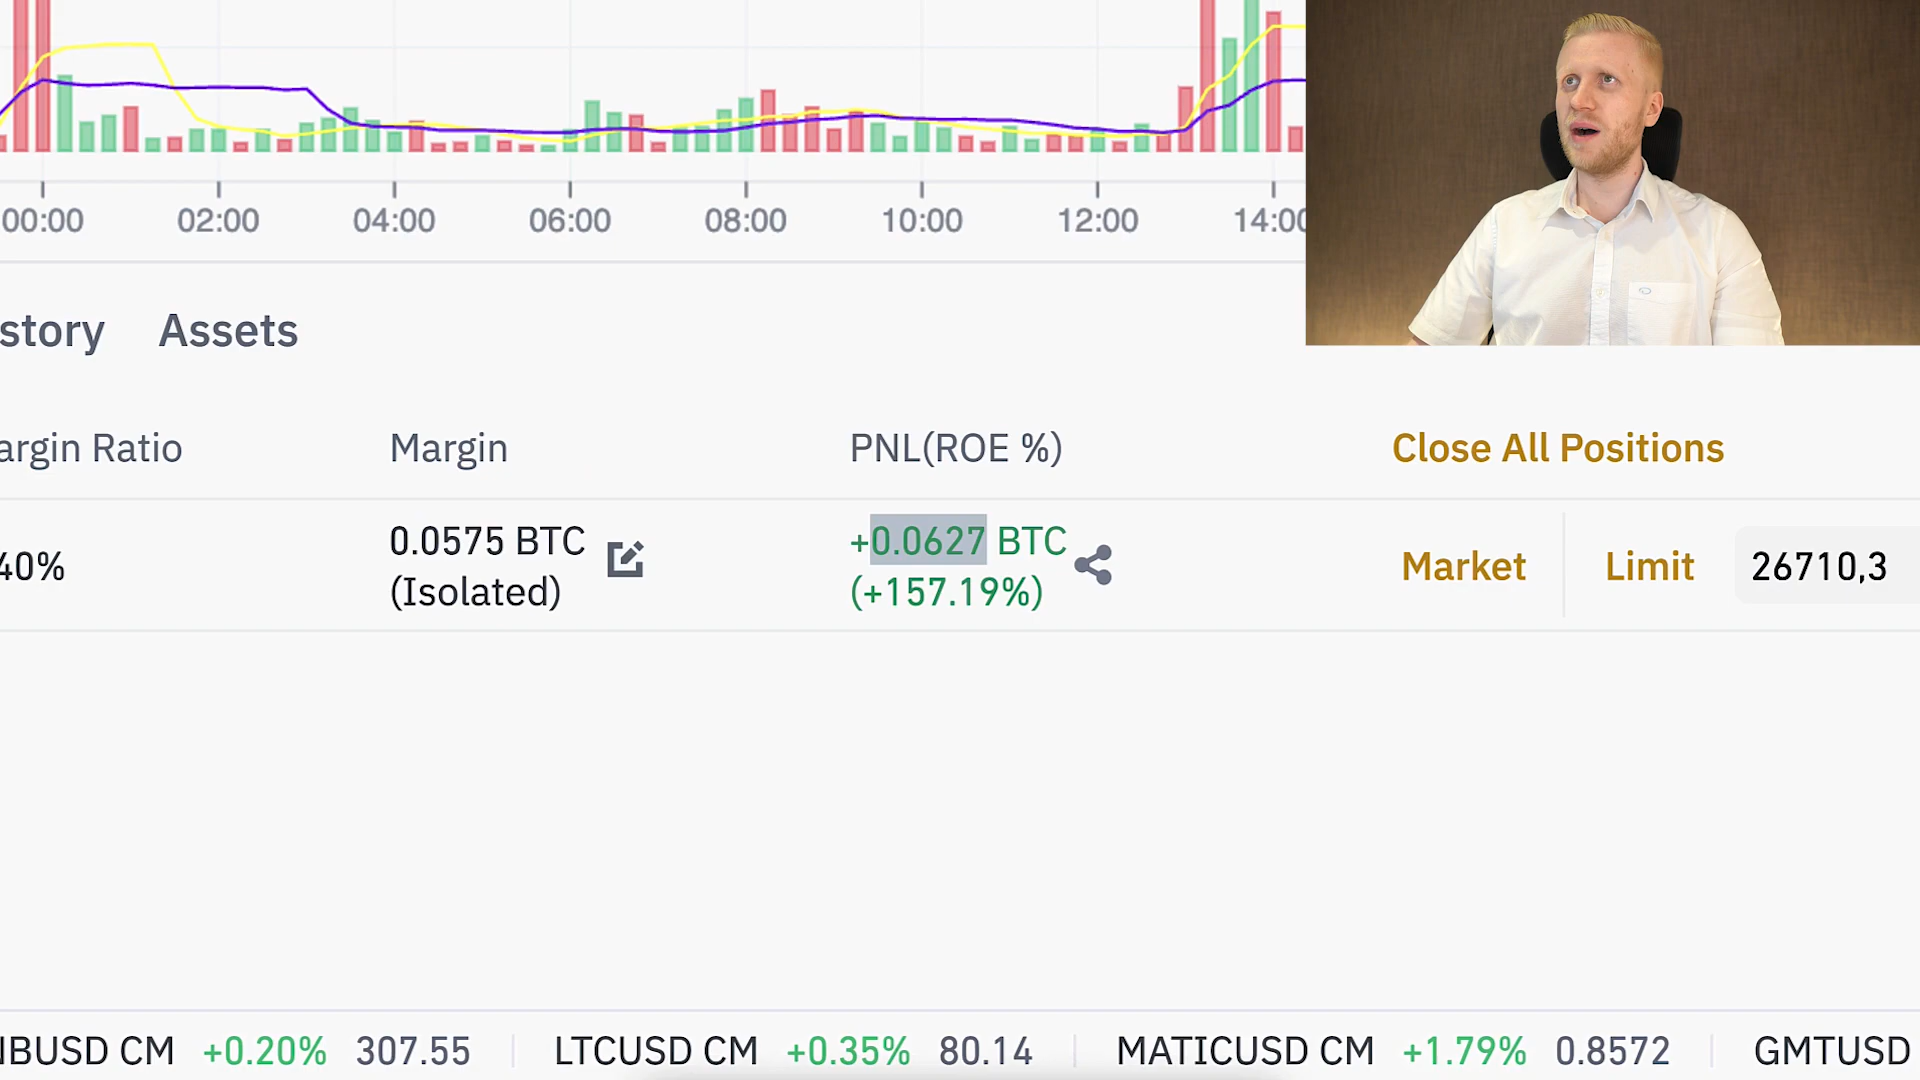 00:00 02:00 04:00 06:00 08:00 10:00 12:00 14:00
story Assets
argin Ratio Margin PNL(ROE %) Close All Positions
40% 0.0575 BTC (Isolated) +0.0627 BTC (+157.19%) Market Limit 26710,3
NBUSD CM +0.20% 307.55 LTCUSD CM +0.35% 80.14 MATICUSD CM +1.79% 0.8572 GMTUSD